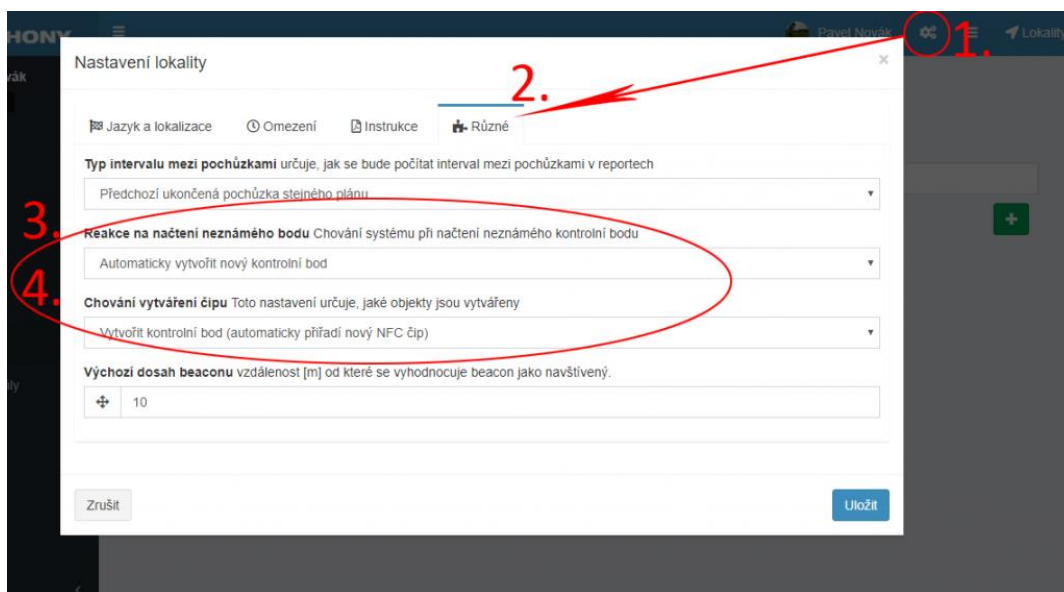 HONY
Pavel Novák
1.
Lokality
vák
Nastavení lokality
×
2.
Jazyk a lokalizace
Omezení
Instrukce
Různé
Typ intervalu mezi pochůzkami určuje, jak se bude počítat interval mezi pochůzkami v reportech
Předchozí ukončená pochůzka stejného plánu
3.
Reakce na načtení neznámého bodu Chování systému při načtení neznámého kontrolní bodu
Automaticky vytvořit nový kontrolní bod
4.
Chování vytváření čipu Toto nastavení určuje, jaké objekty jsou vytvářeny
Vytvořit kontrolní bod (automaticky přiřadí nový NFC čip)
Výchozí dosah beaconu vzdálenost [m] od které se vyhodnocuje beacon jako navštívený.
10
Zrušit
Uložit